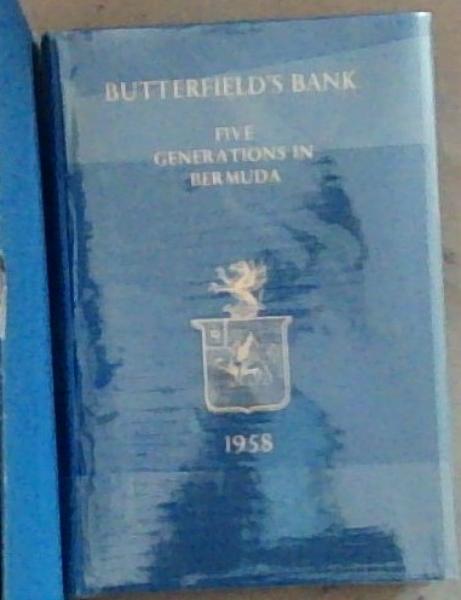 BUTTERFIELD'S BANK
FIVE
GENERATIONS IN
BERMUDA
1958